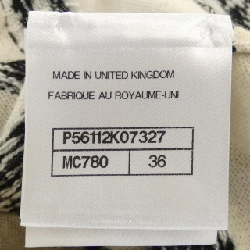 MADE IN UNITED KINGDOM
FABRIQUE AU ROYAUME-UNI
P56112K07327
MC780 36